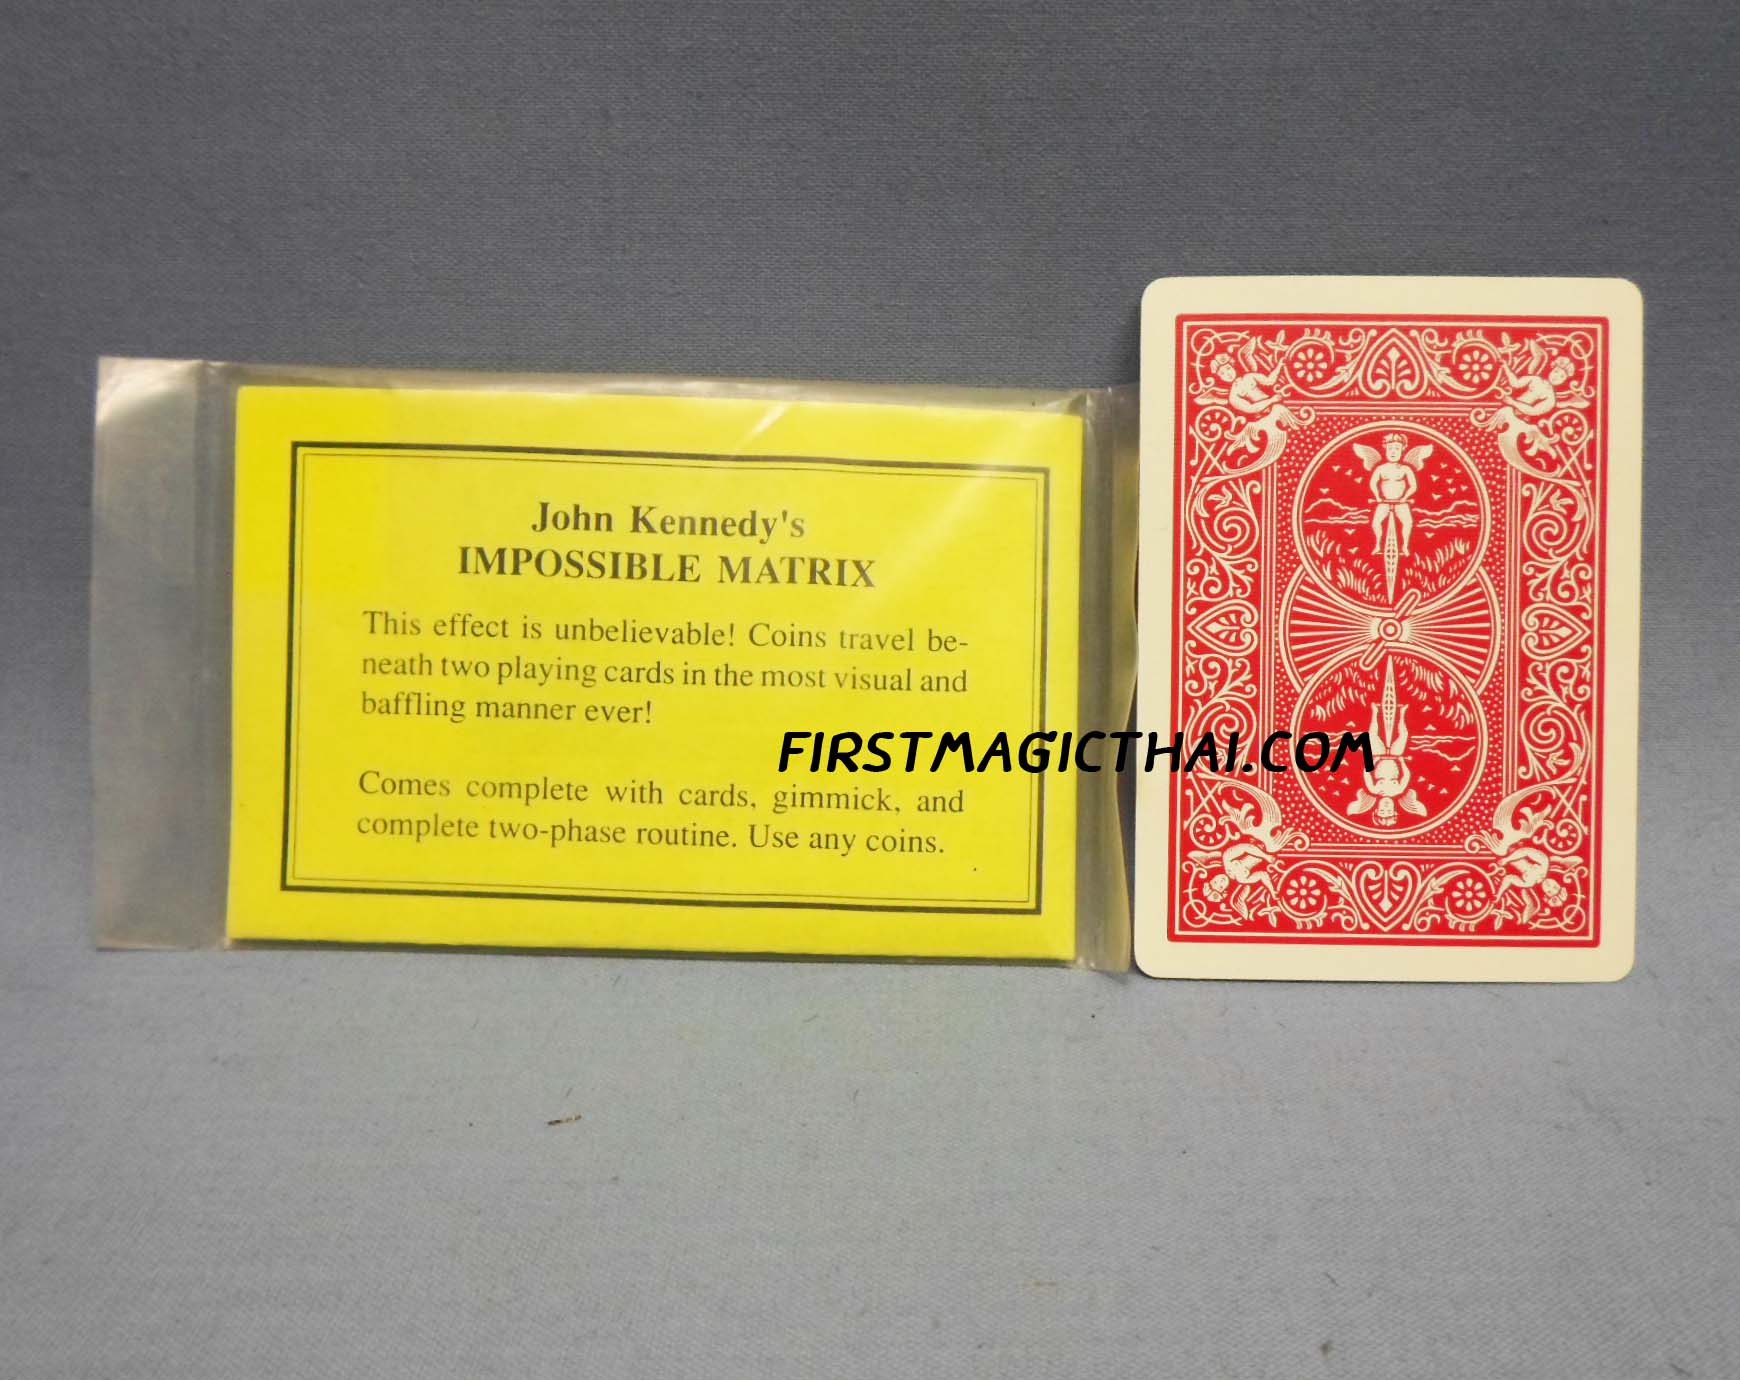 John Kennedy's
IMPOSSIBLE MATRIX
This effect is unbelievable! Coins travel be-
neath two playing cards in the most visual and
baffling manner ever!
FIRSTMAGICTHAI.COM
Comes complete with cards, gimmick, and
complete two-phase routine. Use any coins.